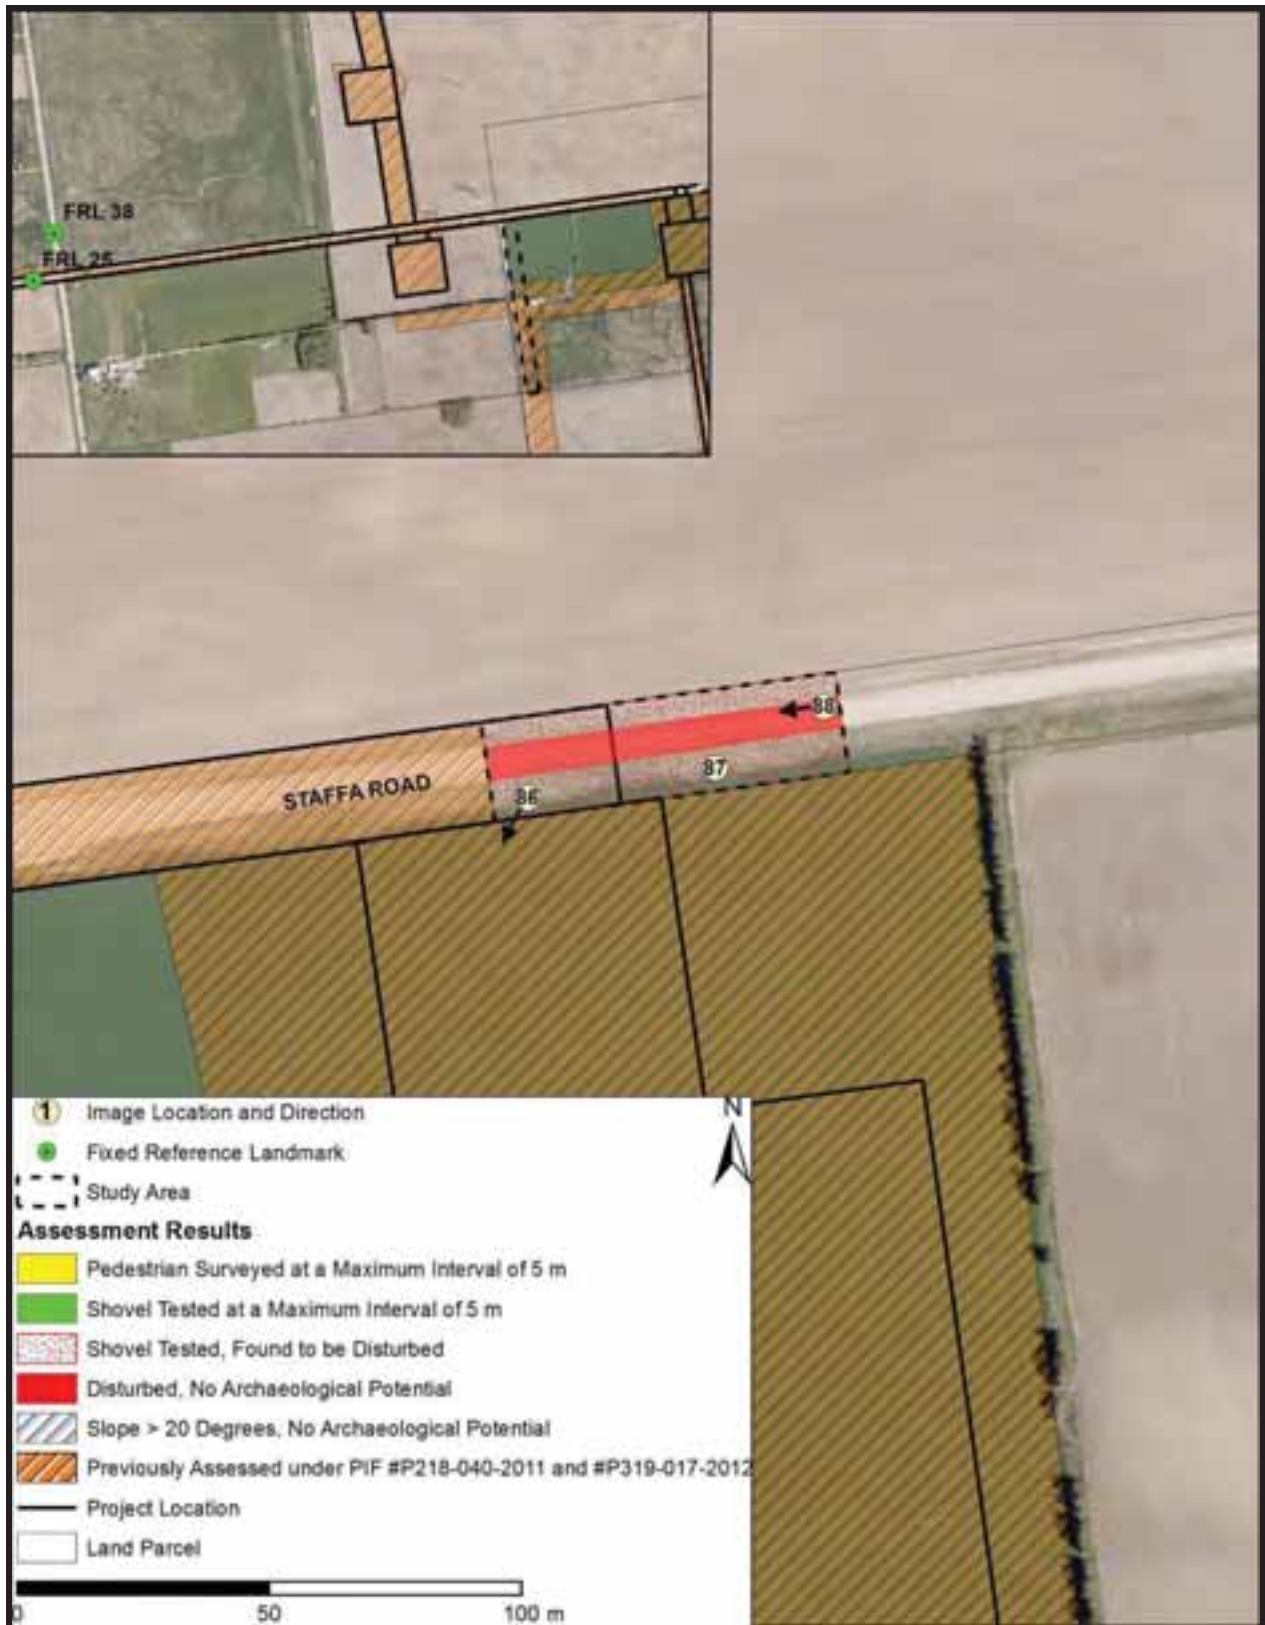 FRL 38
FRL 25
88
87
STAFFA ROAD
86
N
1 Image Location and Direction
Fixed Reference Landmark
Study Area
Assessment Results
Pedestrian Surveyed at a Maximum Interval of 5 m
Shovel Tested at a Maximum Interval of 5 m
Shovel Tested, Found to be Disturbed
Disturbed, No Archaeological Potential
Slope > 20 Degrees, No Archaeological Potential
Previously Assessed under PIF #P218-040-2011 and #P319-017-2012
Project Location
Land Parcel
0 50 100 m